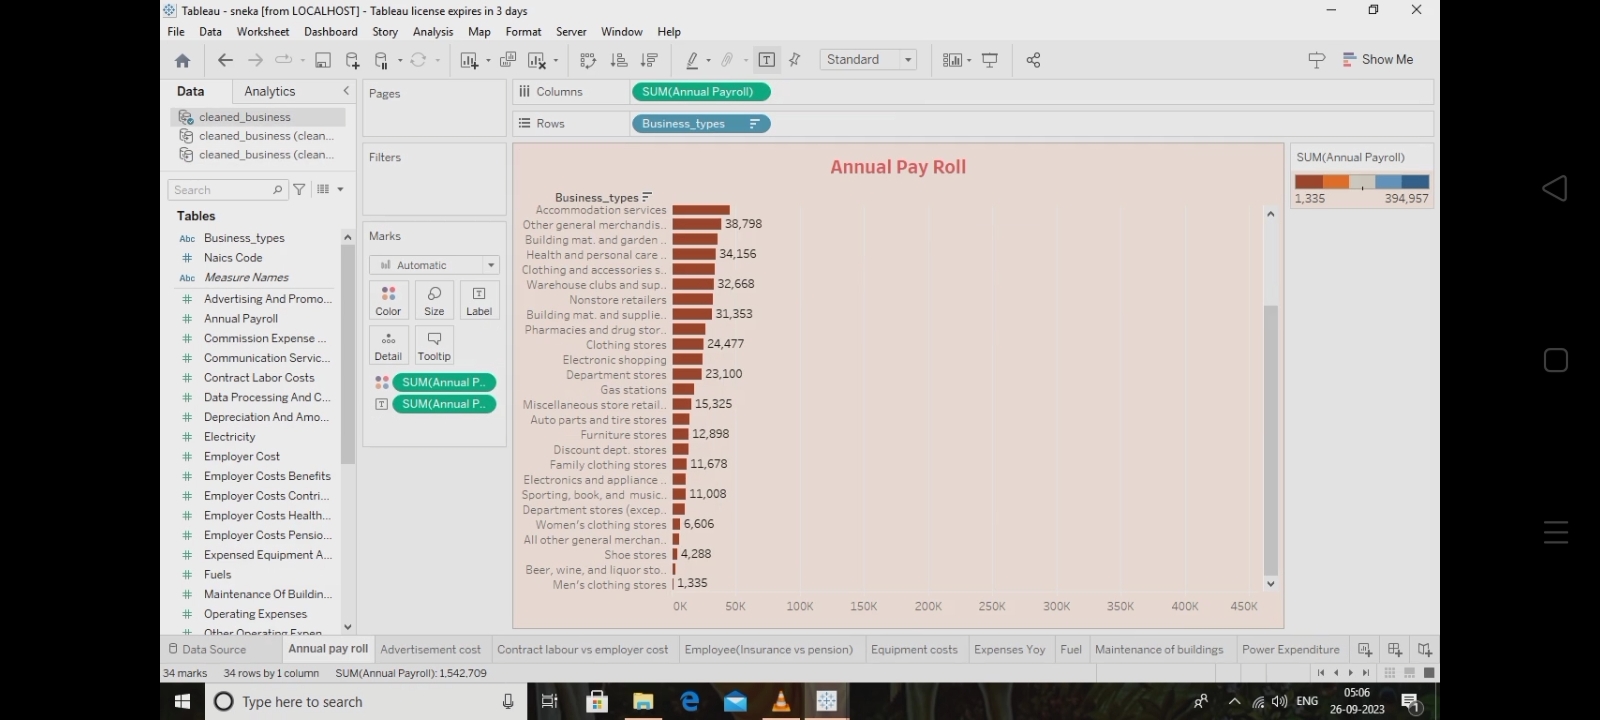 Tableau - sneka [from LOCALHOST] - Tableau license expires in 3 days
File Data Worksheet Dashboard Story Analysis Map Format Server Window Help
Standard
Show Me
Data Analytics
cleaned_business
cleaned_business (clean...
cleaned_business (clean...
Search
Tables
Abc Business_types
# Naics Code
Abc Measure Names
# Advertising And Promo...
# Annual Payroll
# Commission Expense ...
# Communication Servic...
# Contract Labor Costs
# Data Processing And C...
# Depreciation And Amo...
# Electricity
# Employer Cost
# Employer Costs Benefits
# Employer Costs Contri...
# Employer Costs Health...
# Employer Costs Pensio...
# Expensed Equipment A...
# Fuels
# Maintenance Of Buildin...
# Operating Expenses
# Other Operating Expen
Pages
Filters
Marks
Automatic
Color Size Label
Detail Tooltip
SUM(Annual P..
T SUM(Annual P..
Columns SUM(Annual Payroll)
Rows Business_types
Annual Pay Roll
Business_types
Accommodation services
Other general merchandis.. 38,798
Building mat. and garden ..
Health and personal care .. 34,156
Clothing and accessories s..
Warehouse clubs and sup.. 32,668
Nonstore retailers
Building mat. and supplie.. 31,353
Pharmacies and drug stor..
Clothing stores 24,477
Electronic shopping
Department stores 23,100
Gas stations
Miscellaneous store retail.. 15,325
Auto parts and tire stores
Furniture stores 12,898
Discount dept. stores
Family clothing stores 11,678
Electronics and appliance ..
Sporting, book, and music.. 11,008
Department stores (excep..
Women's clothing stores 6,606
All other general merchan..
Shoe stores 4,288
Beer, wine, and liquor sto..
Men's clothing stores 1,335
0K 50K 100K 150K 200K 250K 300K 350K 400K 450K
SUM(Annual Payroll)
1,335 394,957
Data Source Annual pay roll Advertisement cost Contract labour vs employer cost Employee(Insurance vs pension) Equipment costs Expenses Yoy Fuel Maintenance of buildings Power Expenditure
34 marks 34 rows by 1 column SUM(Annual Payroll): 1,542,709
Type here to search
ENG
05:06
26-09-2023
1